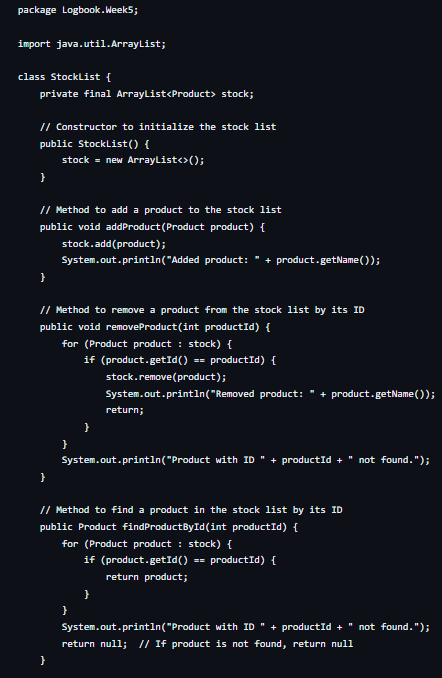 package Logbook.Week5;
import java.util.ArrayList;
class StockList {
private final ArrayList<Product> stock;
// Constructor to initialize the stock list
public StockList() {
stock = new ArrayList<>();
}
// Method to add a product to the stock list
public void addProduct(Product product) {
stock.add(product);
System.out.println("Added product: " + product.getName());
}
// Method to remove a product from the stock list by its ID
public void removeProduct(int productId) {
for (Product product : stock) {
if (product.getId() == productId) {
stock.remove(product);
System.out.println("Removed product: " + product.getName());
return;
}
}
System.out.println("Product with ID " + productId + " not found.");
}
// Method to find a product in the stock list by its ID
public Product findProductById(int productId) {
for (Product product : stock) {
if (product.getId() == productId) {
return product;
}
}
System.out.println("Product with ID " + productId + " not found.");
return null;  // If product is not found, return null
}